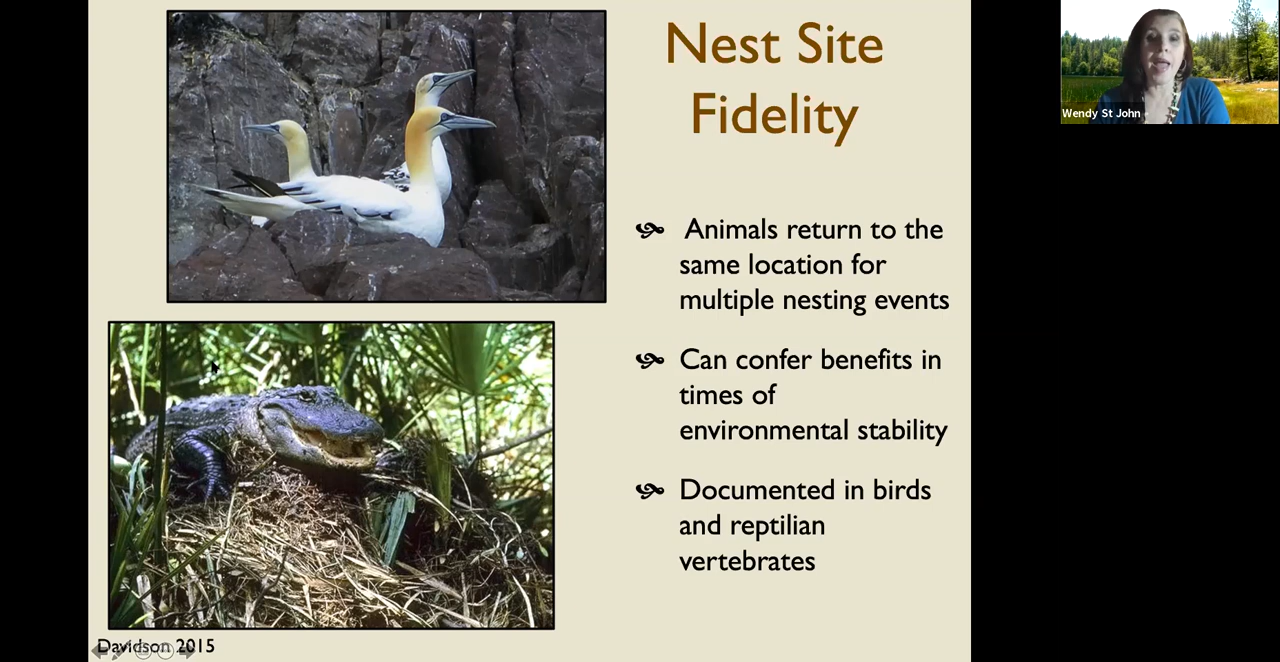 Nest Site
Fidelity
Wendy St John
Animals return to the
same location for
multiple nesting events
Can confer benefits in
times of
environmental stability
Documented in birds
and reptilian
vertebrates
Davidson 2015